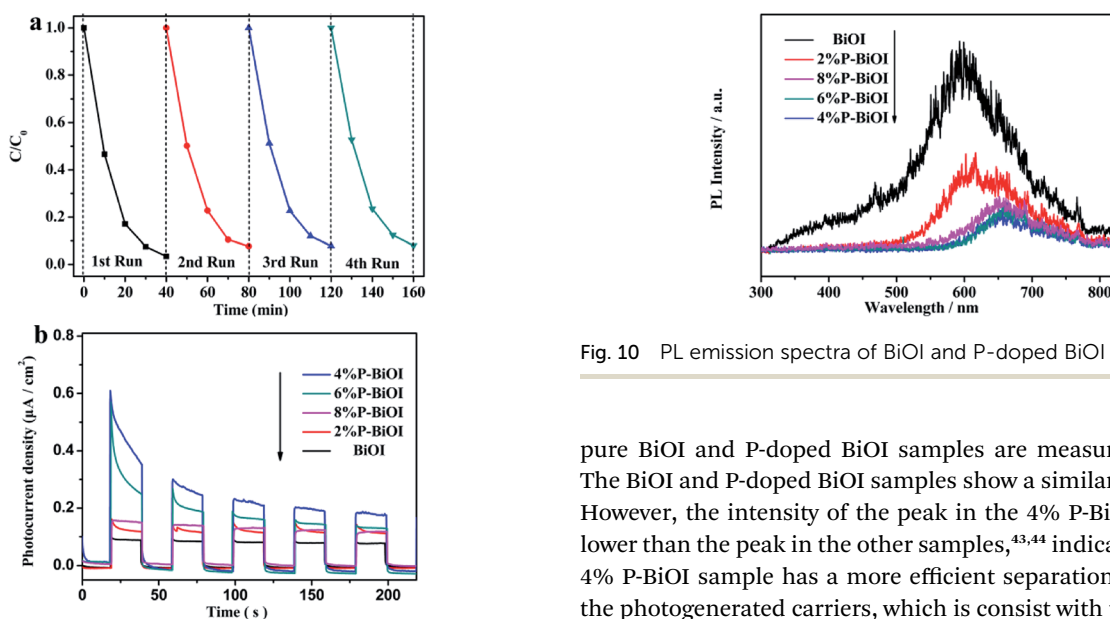 a
1.0
0.8
0.6
0.4
0.2
0.0
C/C0
1st Run 2nd Run 3rd Run 4th Run
0 20 40 60 80 100 120 140 160
Time (min)
b
0.8
0.6
0.4
0.2
0.0
Photocurrent density (μA / cm2)
4%P-BiOI
6%P-BiOI
8%P-BiOI
2%P-BiOI
BiOI
0 50 100 150 200
Time ( s )
PL Intensity / a.u.
BiOI
2%P-BiOI
8%P-BiOI
6%P-BiOI
4%P-BiOI
300 400 500 600 700 800
Wavelength / nm
Fig. 10 PL emission spectra of BiOI and P-doped BiOI
pure BiOI and P-doped BiOI samples are measur
The BiOI and P-doped BiOI samples show a similar
However, the intensity of the peak in the 4% P-Bi
lower than the peak in the other samples,43,44 indica
4% P-BiOI sample has a more efficient separation
the photogenerated carriers, which is consist with